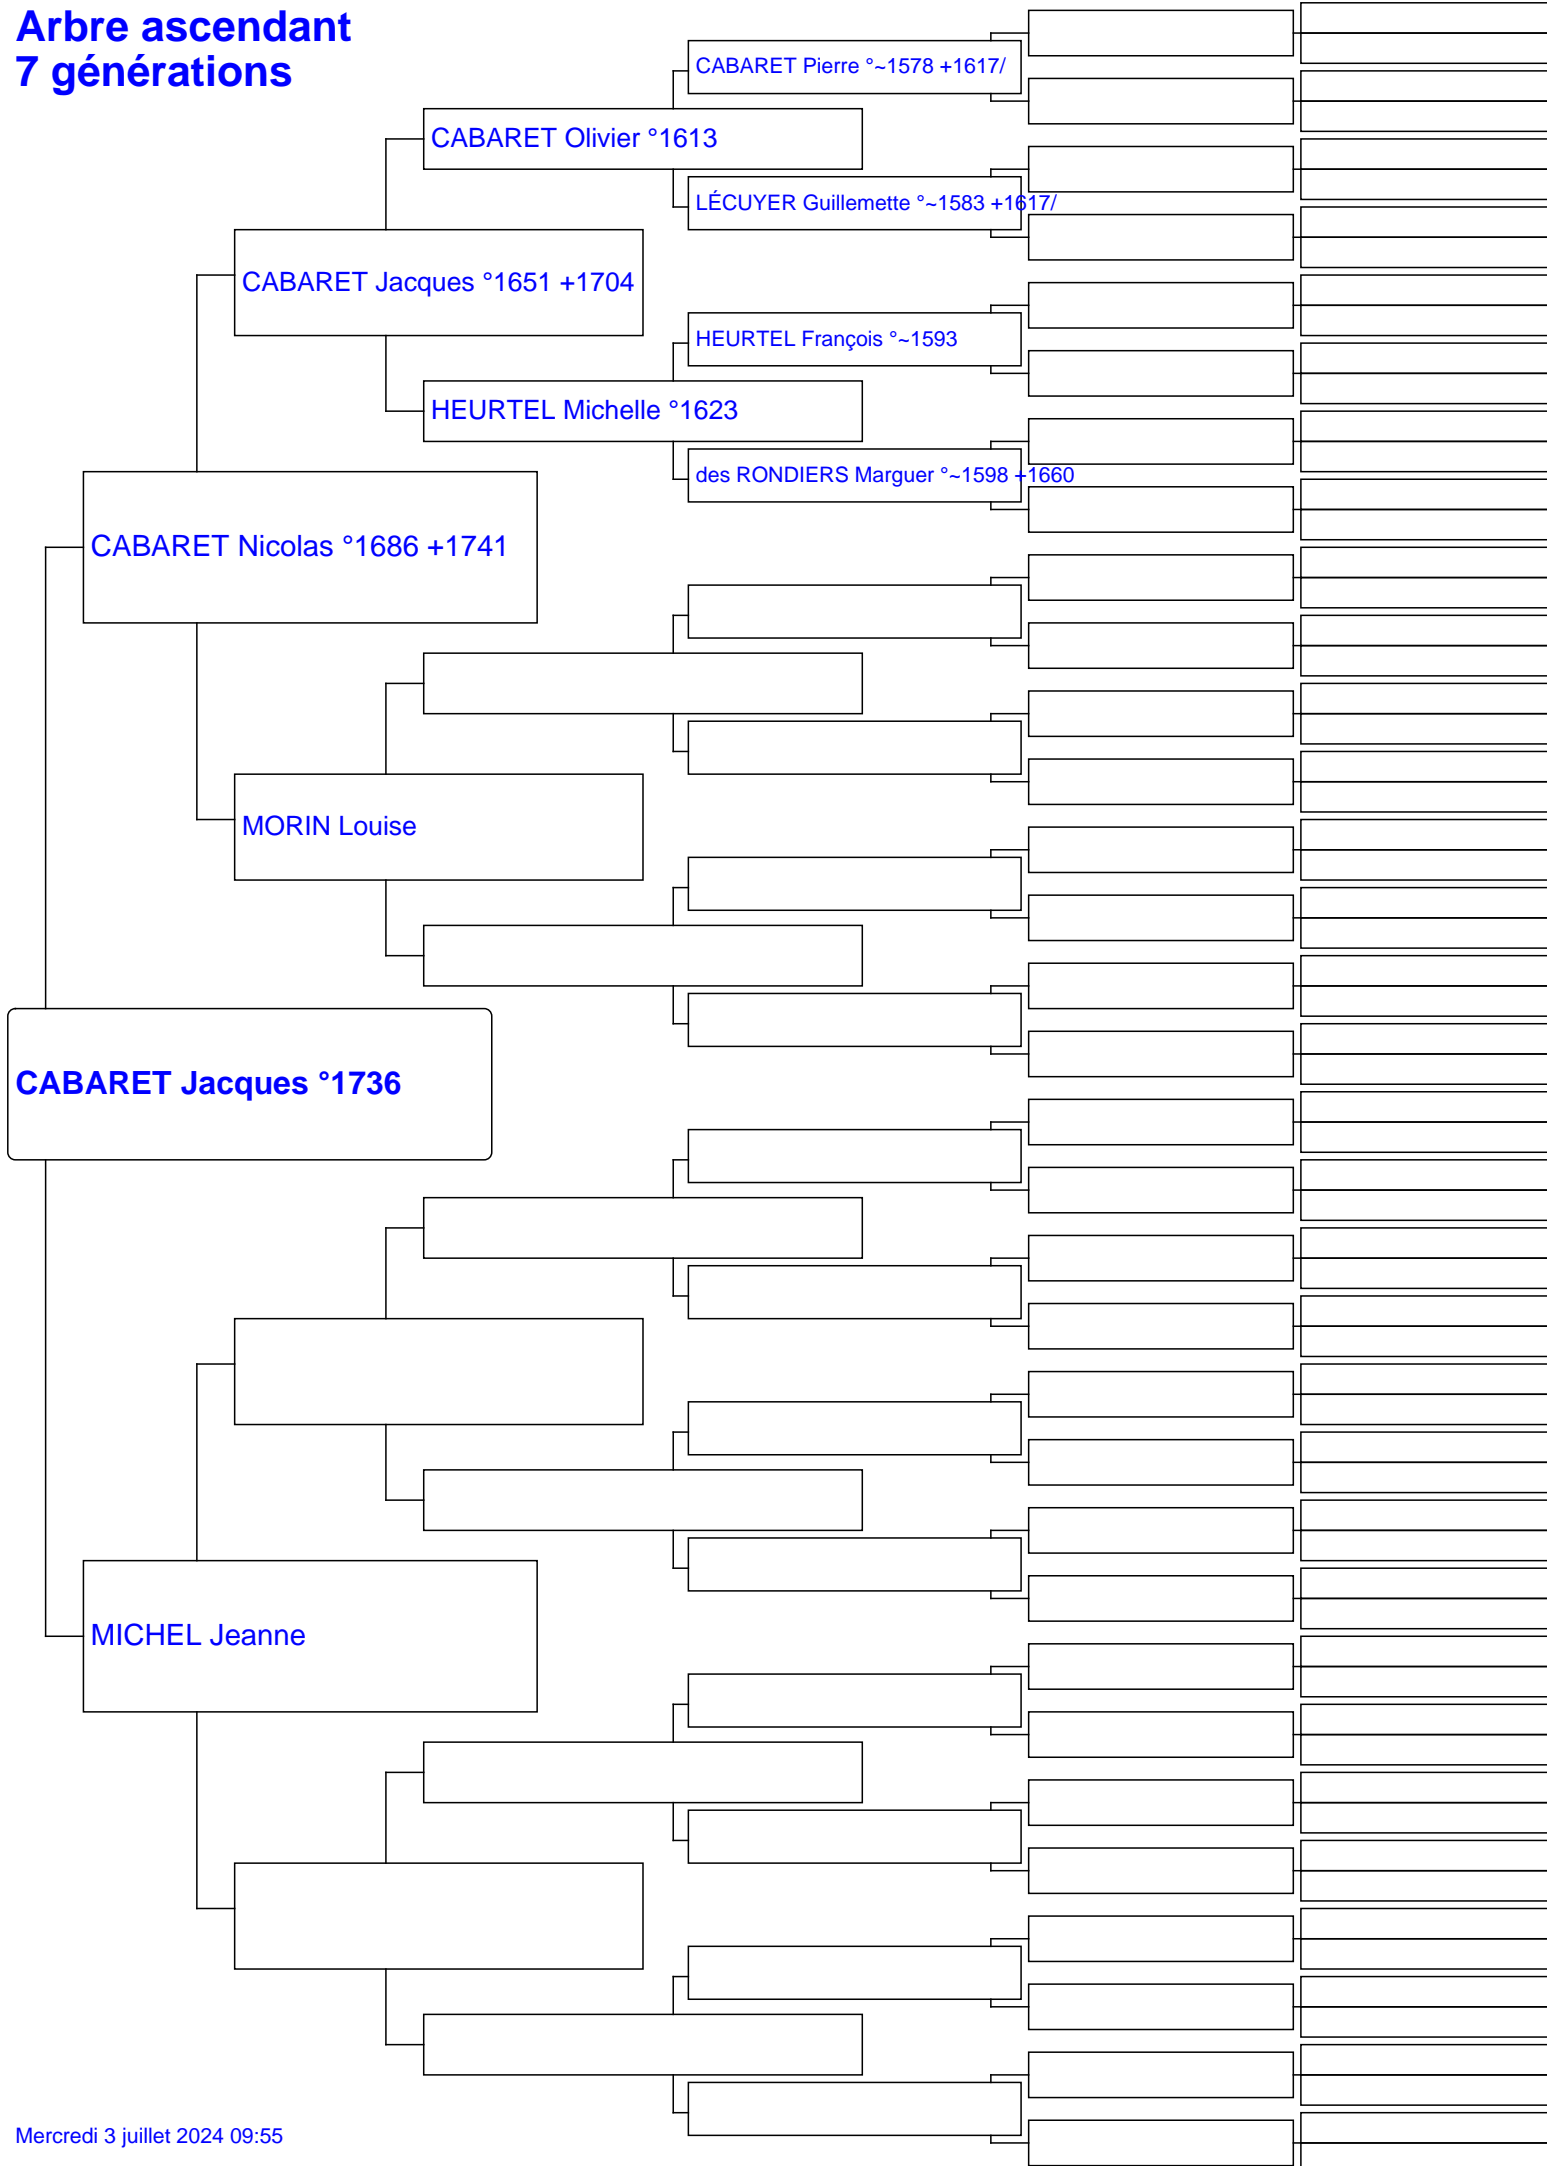 Arbre ascendant
7 générations
CABARET Pierre °~1578 +1617/
CABARET Olivier °1613
LÉCUYER Guillemette °~1583 +1617/
CABARET Jacques °1651 +1704
HEURTEL François °~1593
HEURTEL Michelle °1623
des RONDIERS Marguer °~1598 +1660
CABARET Nicolas °1686 +1741
MORIN Louise
CABARET Jacques °1736
MICHEL Jeanne
Mercredi 3 juillet 2024 09:55